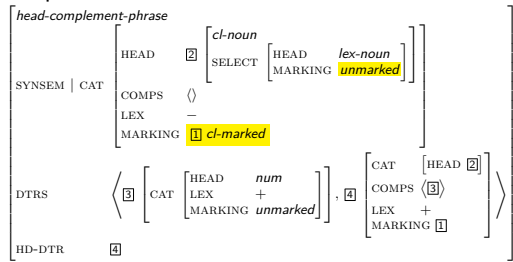 head-complement-phrase
SYNSEM | CAT
HEAD 2
cl-noun
SELECT
HEAD lex-noun
MARKING unmarked
COMPS ⟨⟩
LEX −
MARKING 1 cl-marked
DTRS ⟨ 3
CAT
HEAD num
LEX +
MARKING unmarked
, 4
CAT [HEAD 2]
COMPS ⟨3⟩
LEX +
MARKING 1
⟩
HD-DTR 4